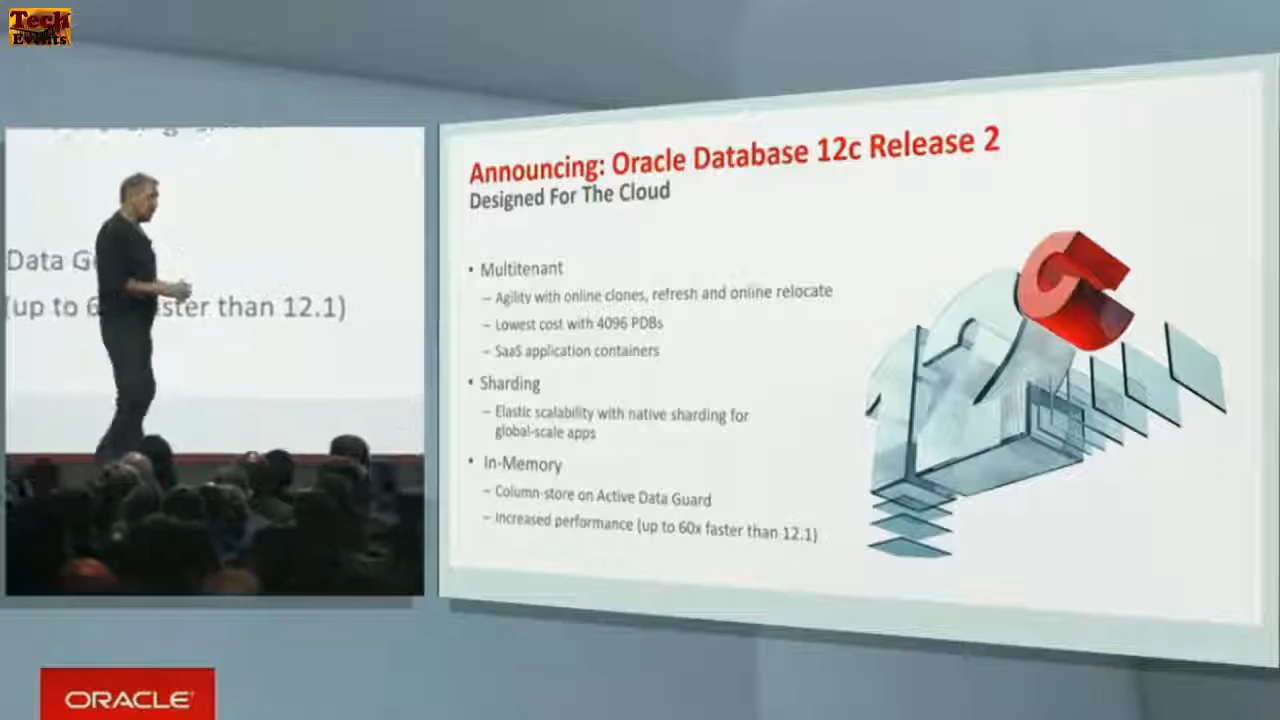 Tech
Events
Data G
(up to 6 aster than 12.1)
Announcing: Oracle Database 12c Release 2
Designed For The Cloud
• Multitenant
– Agility with online clones, refresh and online relocate
– Lowest cost with 4096 PDBs
– SaaS application containers
• Sharding
– Elastic scalability with native sharding for
global-scale apps
• In-Memory
– Column-store on Active Data Guard
– Increased performance (up to 60x faster than 12.1)
ORACLE